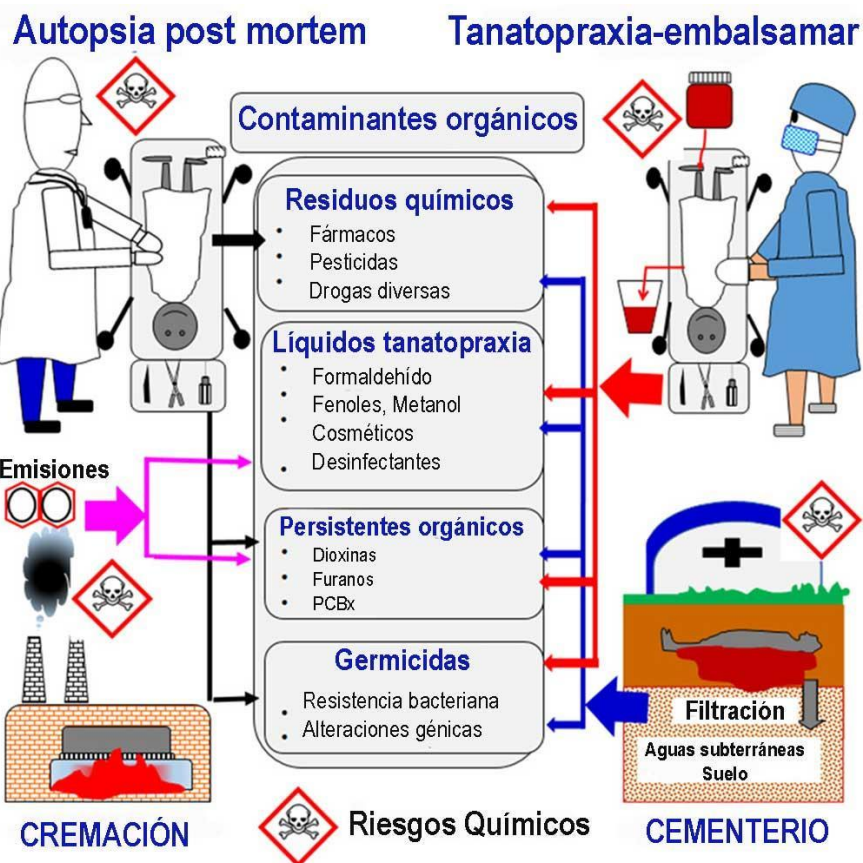 Autopsia post mortem
Tanatopraxia-embalsamar
Contaminantes orgánicos
Residuos químicos
Fármacos
Pesticidas
Drogas diversas
Líquidos tanatopraxia
Formaldehído
Fenoles, Metanol
Cosméticos
Desinfectantes
Emisiones
Persistentes orgánicos
Dioxinas
Furanos
PCBx
Germicidas
Resistencia bacteriana
Alteraciones génicas
Filtración
Aguas subterráneas
Suelo
CREMACIÓN
Riesgos Químicos
CEMENTERIO